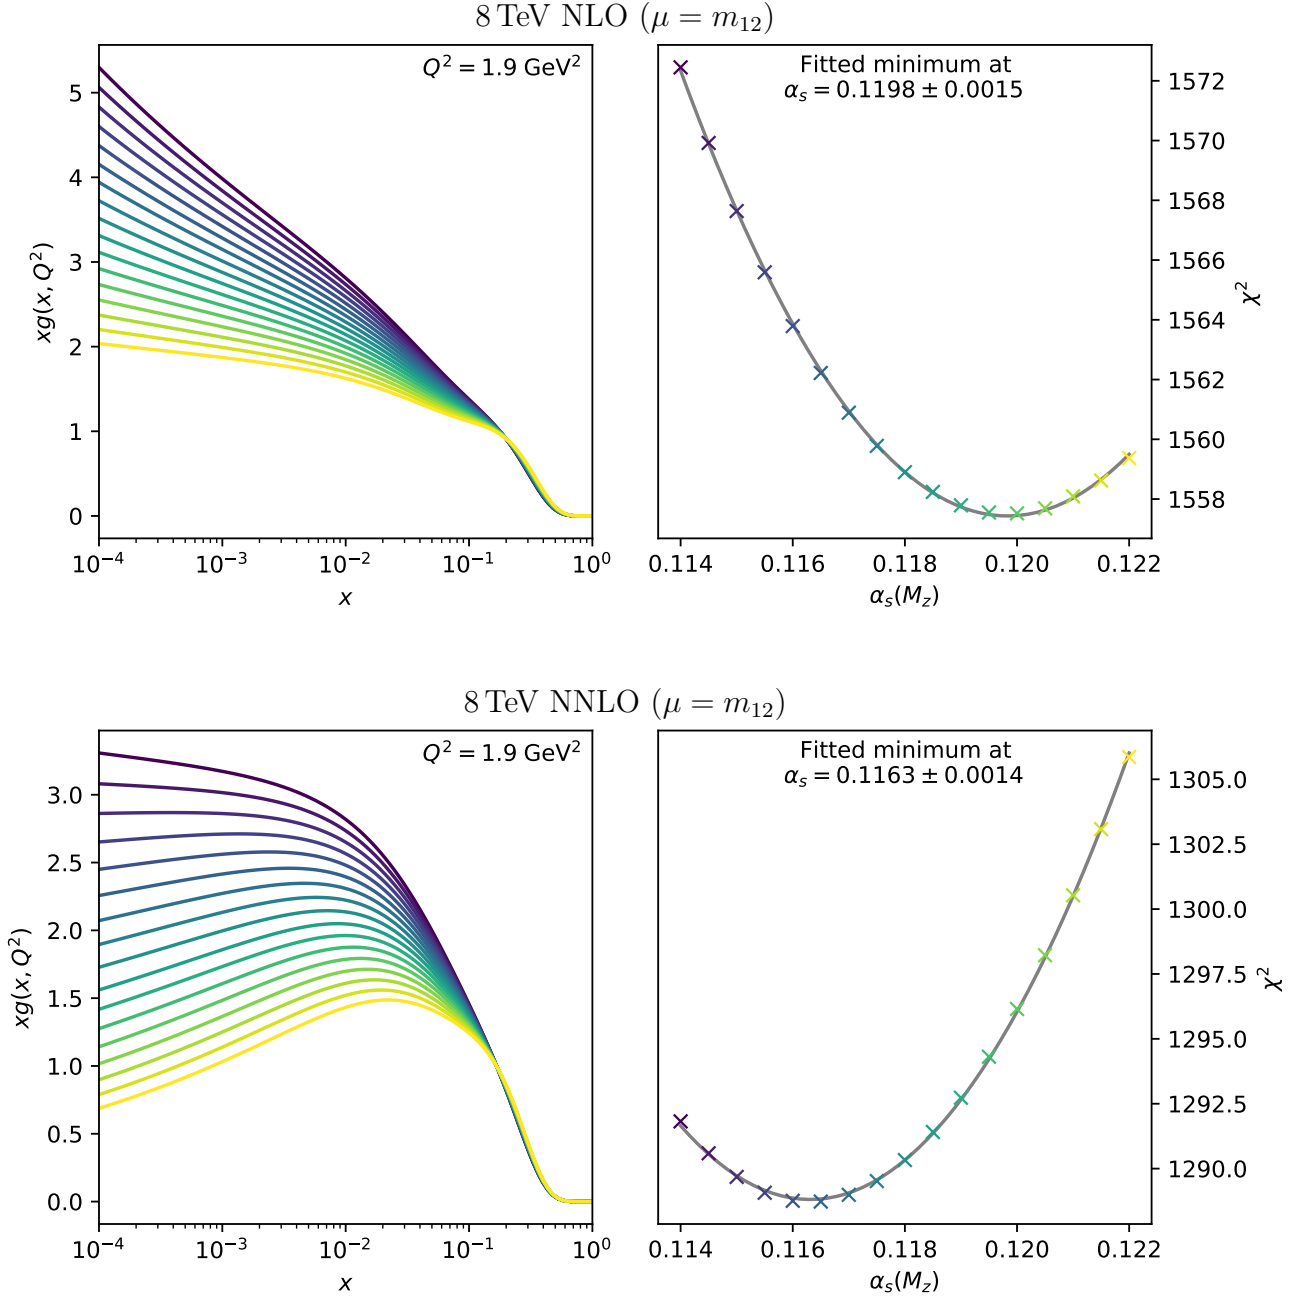 8 TeV NLO (μ = m₁₂)
Q² = 1.9 GeV²
5
4
3
2
1
0
xg(x, Q²)
10⁻⁴ 10⁻³ 10⁻² 10⁻¹ 10⁰
x
Fitted minimum at
αₛ = 0.1198 ± 0.0015
1572
1570
1568
1566
1564
1562
1560
1558
χ²
0.114 0.116 0.118 0.120 0.122
αₛ(M_z)
8 TeV NNLO (μ = m₁₂)
Q² = 1.9 GeV²
3.0
2.5
2.0
1.5
1.0
0.5
0.0
xg(x, Q²)
10⁻⁴ 10⁻³ 10⁻² 10⁻¹ 10⁰
x
Fitted minimum at
αₛ = 0.1163 ± 0.0014
1305.0
1302.5
1300.0
1297.5
1295.0
1292.5
1290.0
χ²
0.114 0.116 0.118 0.120 0.122
αₛ(M_z)